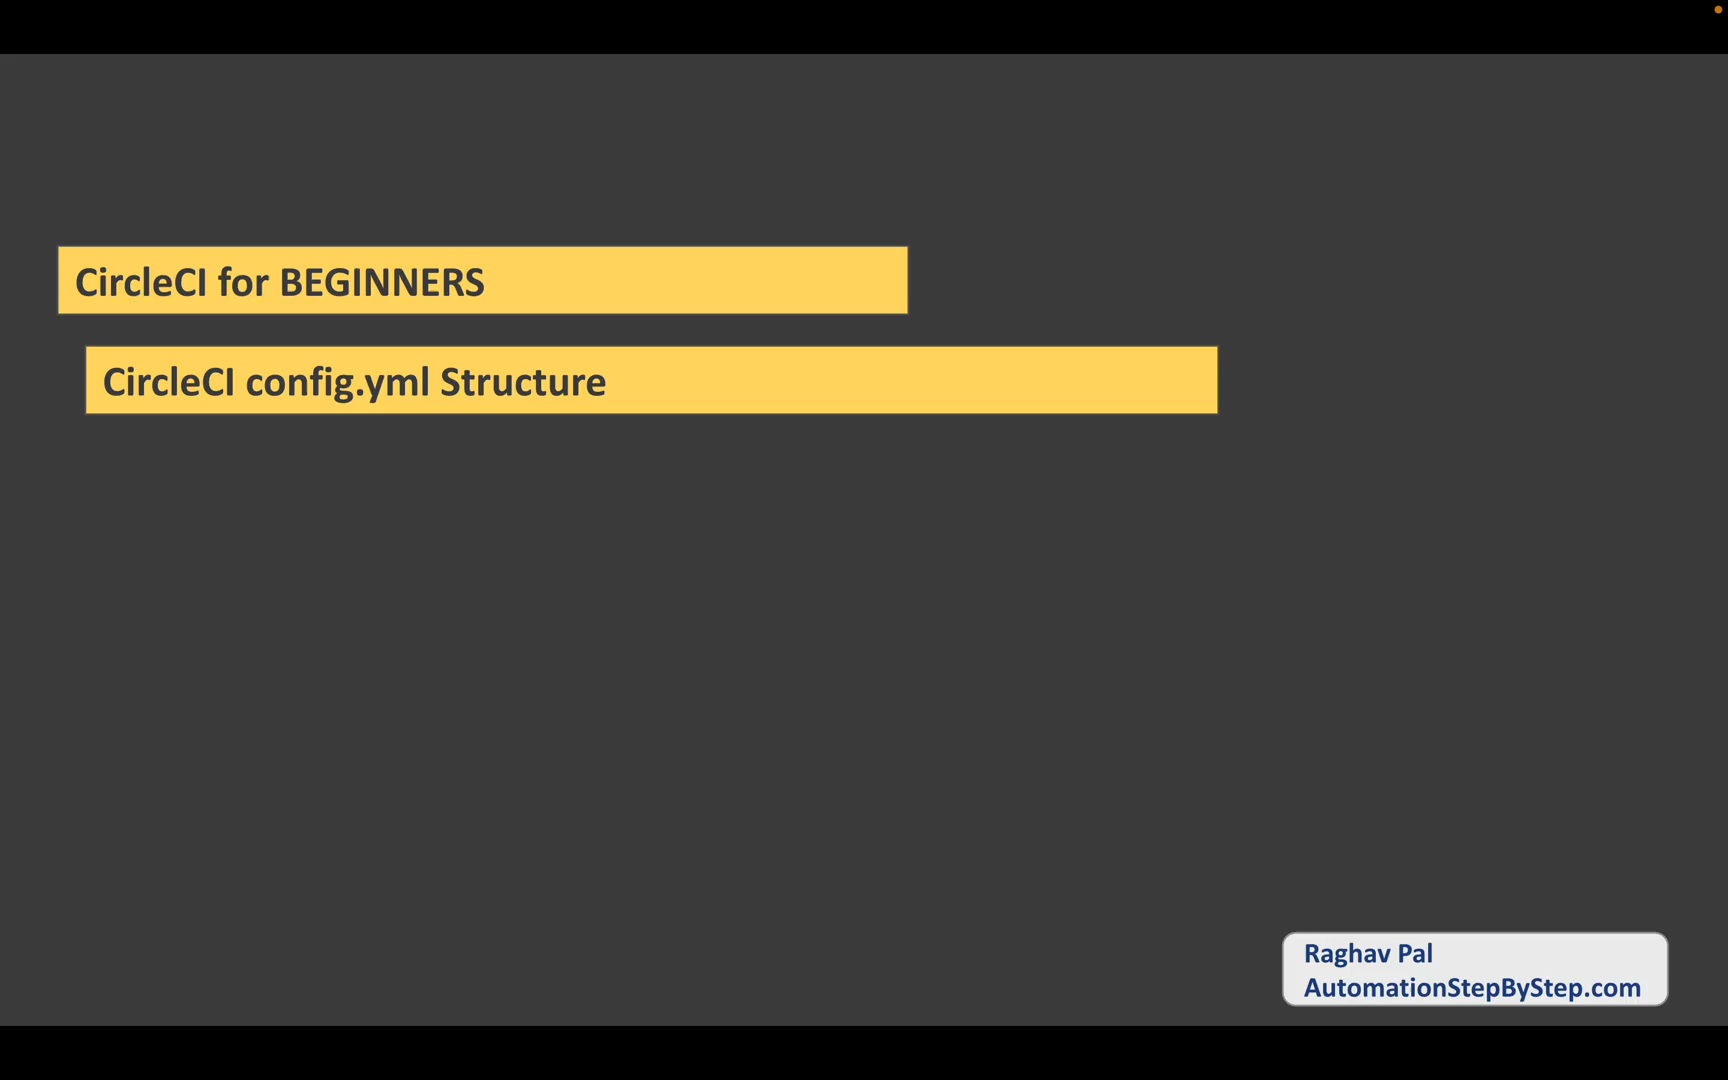 CircleCI for BEGINNERS
CircleCI config.yml Structure
Raghav Pal
AutomationStepByStep.com